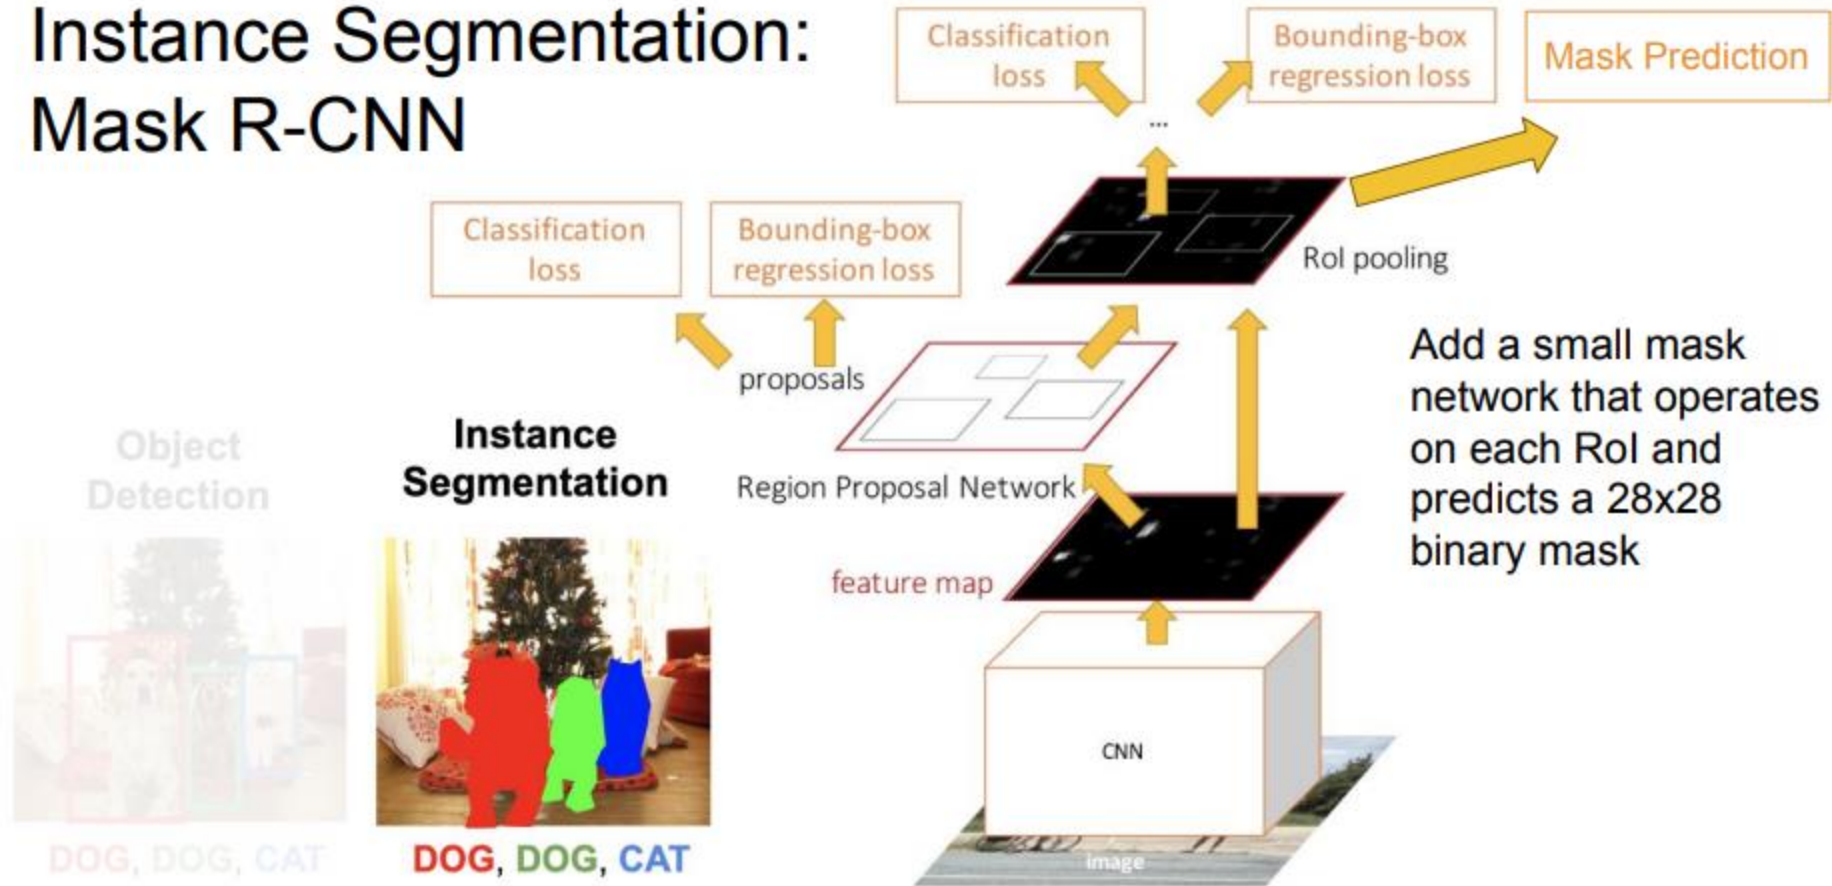 Instance Segmentation:
Mask R-CNN
Classification
loss
Bounding-box
regression loss
Mask Prediction
...
Classification
loss
Bounding-box
regression loss
RoI pooling
proposals
Region Proposal Network
feature map
CNN
image
Add a small mask
network that operates
on each RoI and
predicts a 28x28
binary mask
Object
Detection
DOG, DOG, CAT
Instance
Segmentation
DOG, DOG, CAT